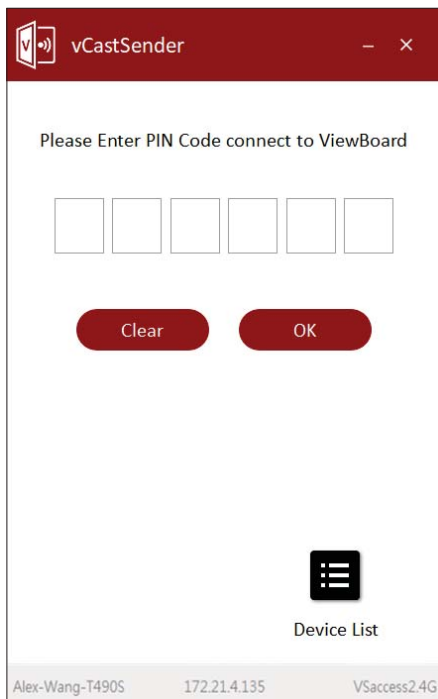 V
vCastSender
Please Enter PIN Code connect to ViewBoard
Clear
OK
Device List
Alex-Wang-T490S
172.21.4.135
VSaccess2.4G